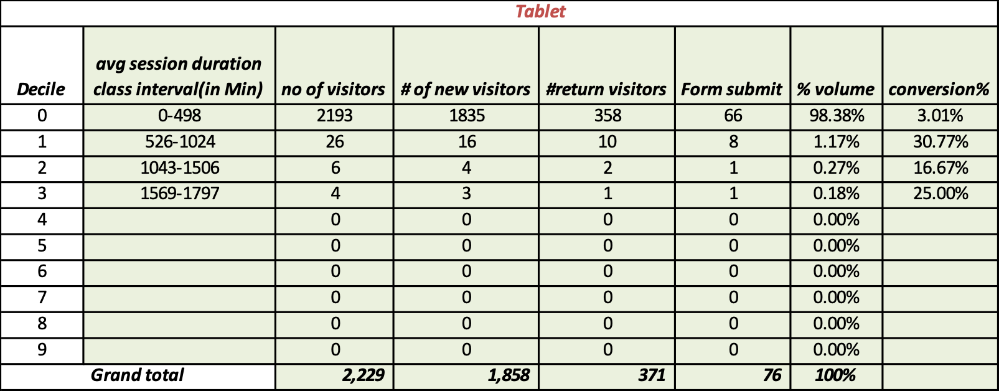 Tablet
Decile avg session duration class interval(in Min) no of visitors # of new visitors #return visitors Form submit % volume conversion%
0 0-498 2193 1835 358 66 98.38% 3.01%
1 526-1024 26 16 10 8 1.17% 30.77%
2 1043-1506 6 4 2 1 0.27% 16.67%
3 1569-1797 4 3 1 1 0.18% 25.00%
4 0 0 0 0 0.00%
5 0 0 0 0 0.00%
6 0 0 0 0 0.00%
7 0 0 0 0 0.00%
8 0 0 0 0 0.00%
9 0 0 0 0 0.00%
Grand total 2,229 1,858 371 76 100%